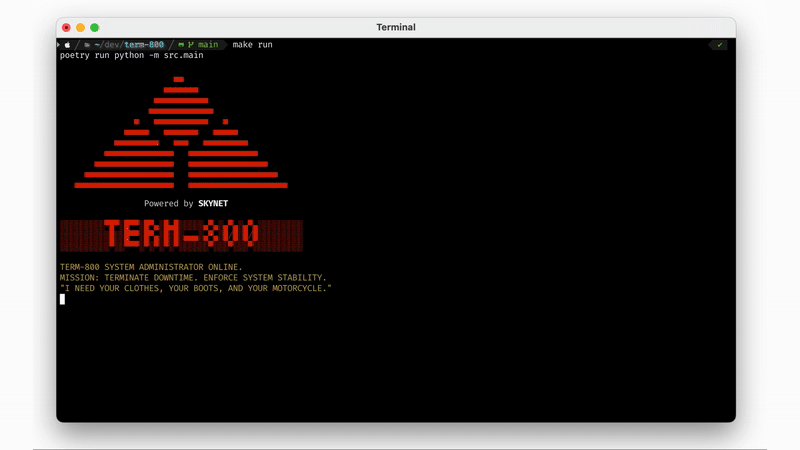 Terminal
~/dev/term-800 main make run ✔
poetry run python -m src.main
Powered by SKYNET
TERM-800
TERM-800 SYSTEM ADMINISTRATOR ONLINE.
MISSION: TERMINATE DOWNTIME. ENFORCE SYSTEM STABILITY.
"I NEED YOUR CLOTHES, YOUR BOOTS, AND YOUR MOTORCYCLE."